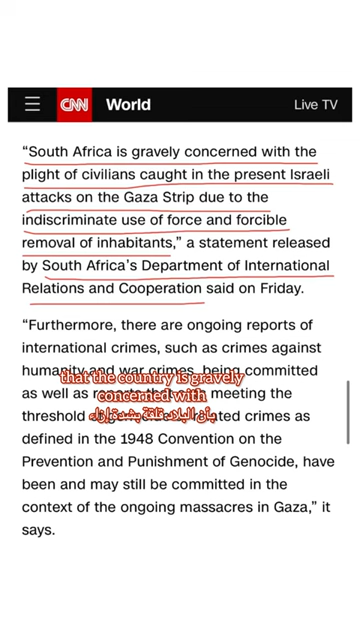 CNN World Live TV
“South Africa is gravely concerned with the
plight of civilians caught in the present Israeli
attacks on the Gaza Strip due to the
indiscriminate use of force and forcible
removal of inhabitants,” a statement released
by South Africa’s Department of International
Relations and Cooperation said on Friday.
“Furthermore, there are ongoing reports of
international crimes, such as crimes against
humanity and war crimes, being committed
that the country is gravely
as well as meeting the
concerned with
threshold crimes as
بأن البلاد قلقة بشدة إزاء
defined in the 1948 Convention on the
Prevention and Punishment of Genocide, have
been and may still be committed in the
context of the ongoing massacres in Gaza,” it
says.